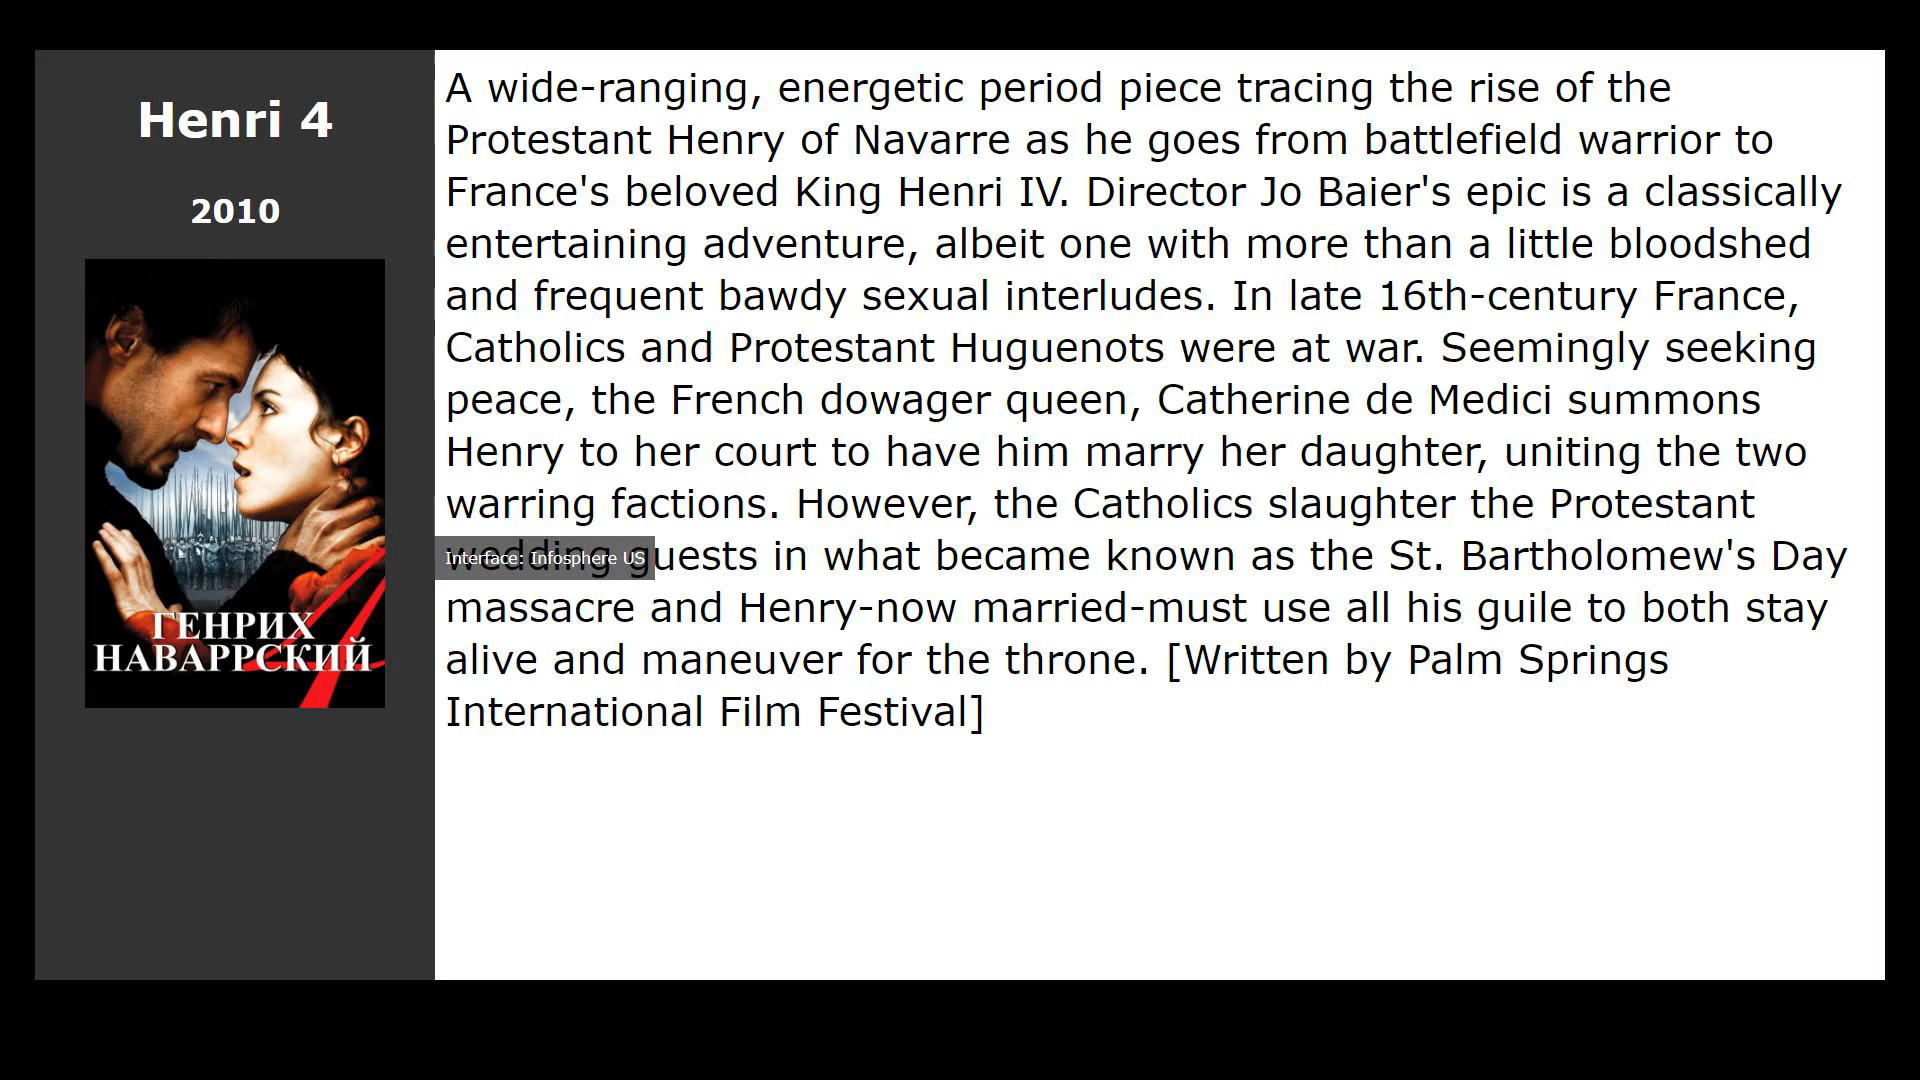 Henri 4
2010
ГЕНРИХ
НАВАРРСКИЙ
A wide-ranging, energetic period piece tracing the rise of the
Protestant Henry of Navarre as he goes from battlefield warrior to
France's beloved King Henri IV. Director Jo Baier's epic is a classically
entertaining adventure, albeit one with more than a little bloodshed
and frequent bawdy sexual interludes. In late 16th-century France,
Catholics and Protestant Huguenots were at war. Seemingly seeking
peace, the French dowager queen, Catherine de Medici summons
Henry to her court to have him marry her daughter, uniting the two
warring factions. However, the Catholics slaughter the Protestant
wedding guests in what became known as the St. Bartholomew's Day
massacre and Henry-now married-must use all his guile to both stay
alive and maneuver for the throne. [Written by Palm Springs
International Film Festival]
Interface: Infosphere US